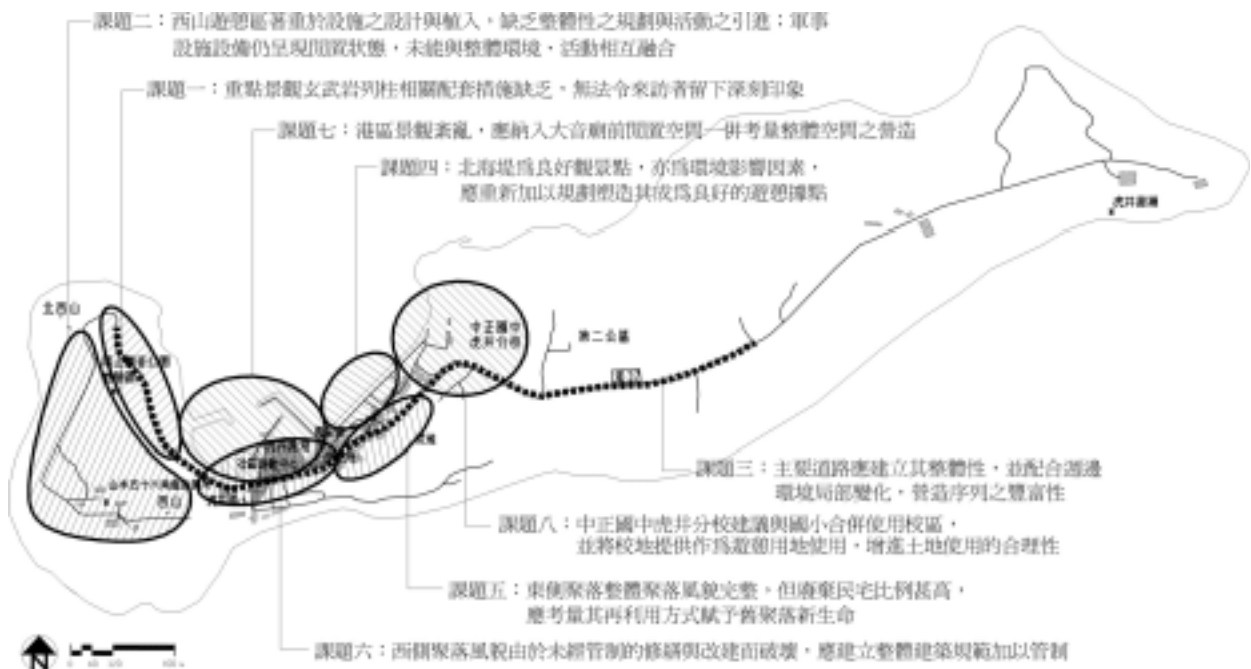 課題二：西山遊憩區著重於設施之設計與植入，缺乏整體性之規劃與活動之引進；軍事
設施設備仍呈現閒置狀態，未能與整體環境、活動相互融合
課題一：重點景觀玄武岩列柱相關配套措施缺乏，無法令來訪者留下深刻印象
課題七：港區景觀紊亂，應納入大音廟前閒置空間一併考量整體空間之營造
課題四：北海堤爲良好觀景點，亦爲環境影響因素，
應重新加以規劃塑造其成爲良好的遊憩據點
虎井燈塔
北西山
中正國中
虎井分校
第二公墓
西山
課題三：主要道路應建立其整體性，並配合週邊
環境局部變化，營造序列之豐富性
課題八：中正國中虎井分校建議與國小合併使用校區，
並將校地提供作爲遊憩用地使用，增進土地使用的合理性
課題五：東側聚落整體聚落風貌完整，但廢棄民宅比例甚高，
應考量其再利用方式賦予舊聚落新生命
課題六：西側聚落風貌由於未經管制的修繕與改建而破壞，應建立整體建築規範加以管制